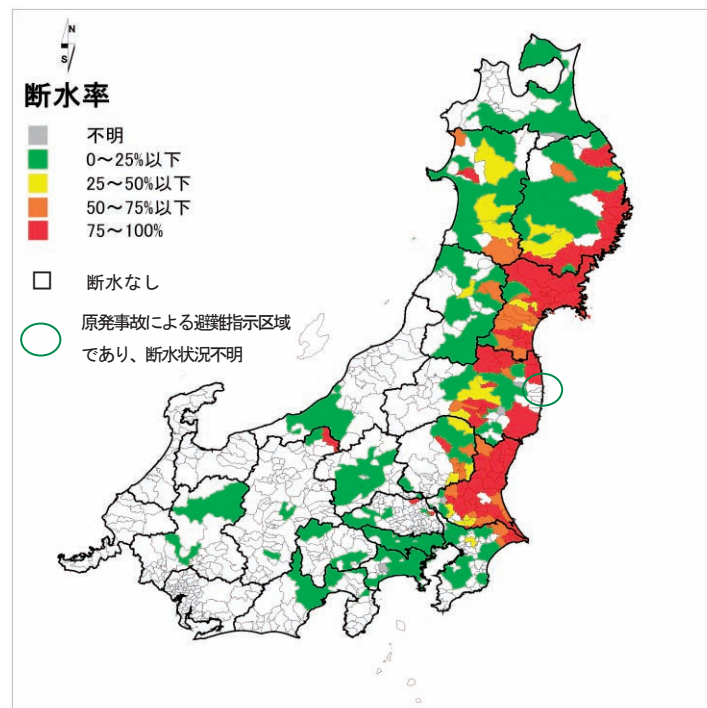 N
S
断水率
不明
0～25%以下
25～50%以下
50～75%以下
75～100%
断水なし
原発事故による避難指示区域
であり、断水状況不明